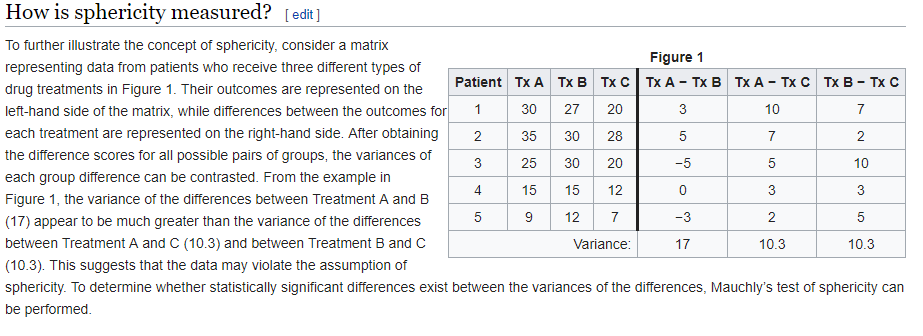 How is sphericity measured? [ edit ]
To further illustrate the concept of sphericity, consider a matrix
representing data from patients who receive three different types of
drug treatments in Figure 1. Their outcomes are represented on the
left-hand side of the matrix, while differences between the outcomes for
each treatment are represented on the right-hand side. After obtaining
the difference scores for all possible pairs of groups, the variances of
each group difference can be contrasted. From the example in
Figure 1, the variance of the differences between Treatment A and B
(17) appear to be much greater than the variance of the differences
between Treatment A and C (10.3) and between Treatment B and C
(10.3). This suggests that the data may violate the assumption of
sphericity. To determine whether statistically significant differences exist between the variances of the differences, Mauchly's test of sphericity can
be performed.
Figure 1
Patient Tx A Tx B Tx C Tx A − Tx B Tx A − Tx C Tx B − Tx C
1 30 27 20 3 10 7
2 35 30 28 5 7 2
3 25 30 20 −5 5 10
4 15 15 12 0 3 3
5 9 12 7 −3 2 5
Variance: 17 10.3 10.3